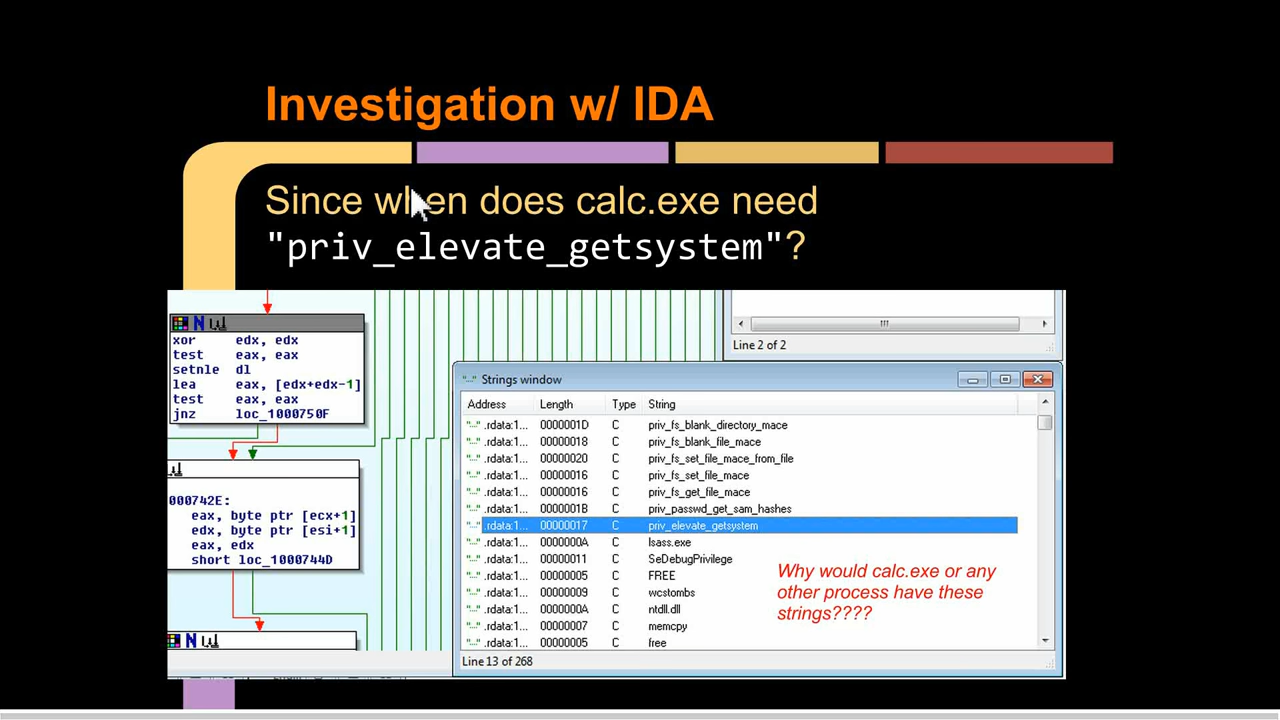 Investigation w/ IDA
Since when does calc.exe need
"priv_elevate_getsystem"?
xor edx, edx
test eax, eax
setnle dl
lea eax, [edx+edx-1]
test eax, eax
jnz loc_1000750F
000742E:
eax, byte ptr [ecx+1]
edx, byte ptr [esi+1]
eax, edx
short loc_1000744D
Line 2 of 2
Strings window
Address Length Type String
.rdata:1... 0000001D C priv_fs_blank_directory_mace
.rdata:1... 00000018 C priv_fs_blank_file_mace
.rdata:1... 00000020 C priv_fs_set_file_mace_from_file
.rdata:1... 00000016 C priv_fs_set_file_mace
.rdata:1... 00000016 C priv_fs_get_file_mace
.rdata:1... 0000001B C priv_passwd_get_sam_hashes
.rdata:1... 00000017 C priv_elevate_getsystem
.rdata:1... 0000000A C lsass.exe
.rdata:1... 00000011 C SeDebugPrivilege
.rdata:1... 00000005 C FREE
.rdata:1... 00000009 C wcstombs
.rdata:1... 0000000A C ntdll.dll
.rdata:1... 00000007 C memcpy
.rdata:1... 00000005 C free
Why would calc.exe or any
other process have these
strings????
Line 13 of 268